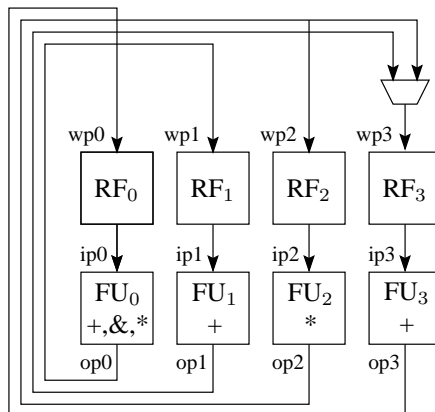 wp0 wp1 wp2 wp3
RF0 RF1 RF2 RF3
ip0 ip1 ip2 ip3
FU0 FU1 FU2 FU3
+,&,* + * +
op0 op1 op2 op3